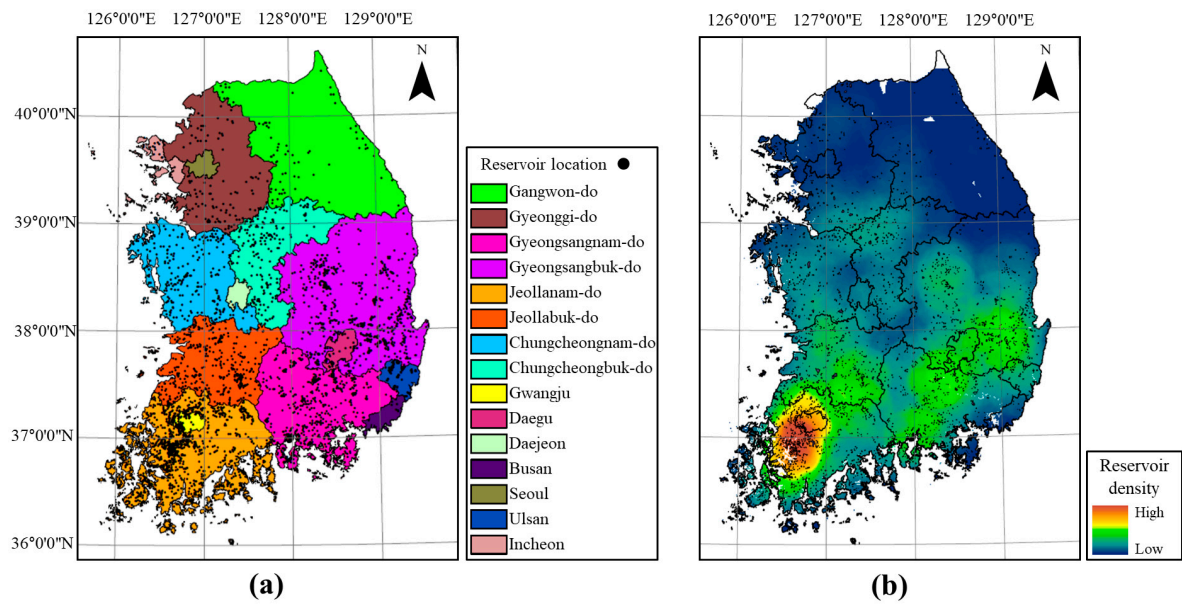 126°0'0"E 127°0'0"E 128°0'0"E 129°0'0"E
N
40°0'0"N
39°0'0"N
38°0'0"N
37°0'0"N
36°0'0"N
Reservoir location
Gangwon-do
Gyeonggi-do
Gyeongsangnam-do
Gyeongsangbuk-do
Jeollanam-do
Jeollabuk-do
Chungcheongnam-do
Chungcheongbuk-do
Gwangju
Daegu
Daejeon
Busan
Seoul
Ulsan
Incheon
(a)
126°0'0"E 127°0'0"E 128°0'0"E 129°0'0"E
N
Reservoir
density
High
Low
(b)